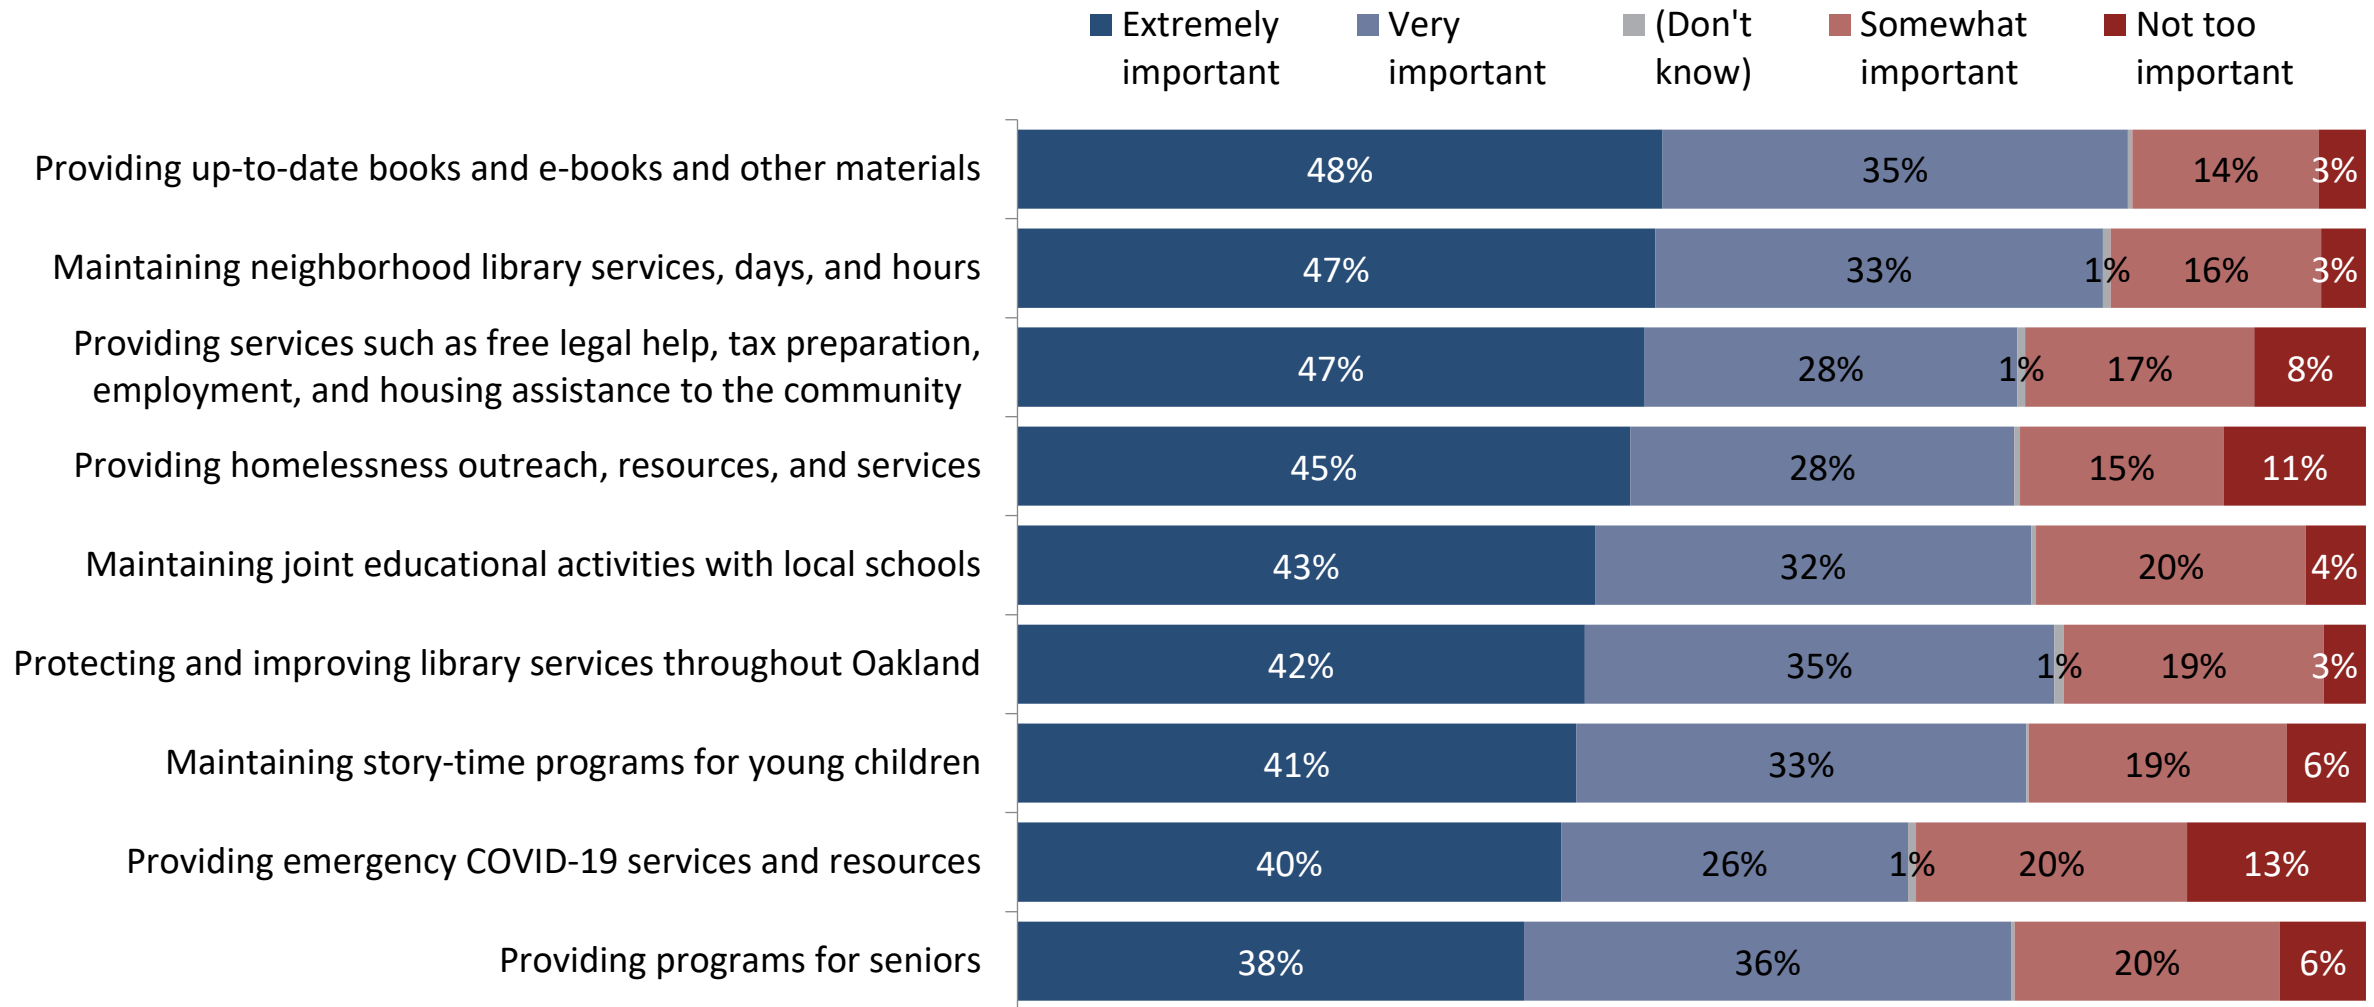 Extremely important
Very important
(Don't know)
Somewhat important
Not too important
Providing up-to-date books and e-books and other materials
48% 35% 14% 3%
Maintaining neighborhood library services, days, and hours
47% 33% 1% 16% 3%
Providing services such as free legal help, tax preparation,
employment, and housing assistance to the community
47% 28% 1% 17% 8%
Providing homelessness outreach, resources, and services
45% 28% 15% 11%
Maintaining joint educational activities with local schools
43% 32% 20% 4%
Protecting and improving library services throughout Oakland
42% 35% 1% 19% 3%
Maintaining story-time programs for young children
41% 33% 19% 6%
Providing emergency COVID-19 services and resources
40% 26% 1% 20% 13%
Providing programs for seniors
38% 36% 20% 6%